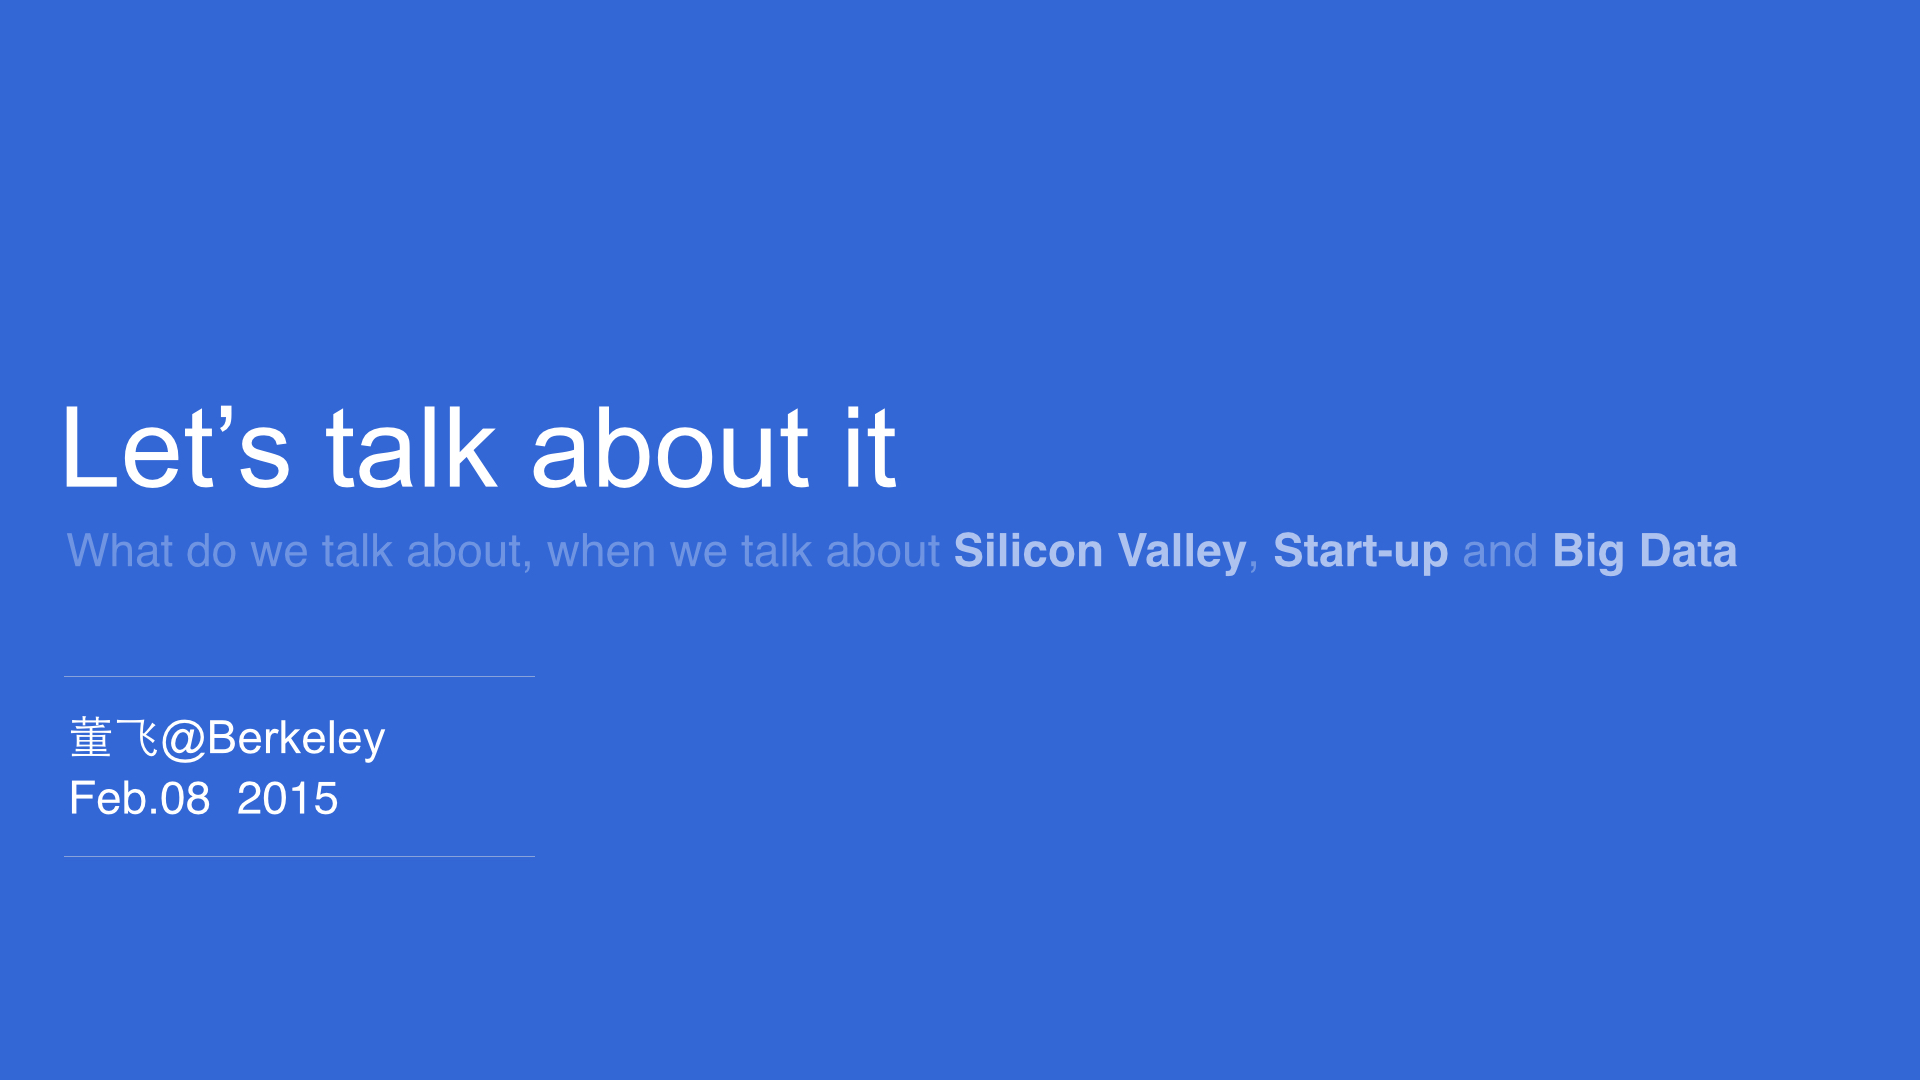 Let’s talk about it
What do we talk about, when we talk about Silicon Valley, Start-up and Big Data
董飞@Berkeley
Feb.08  2015